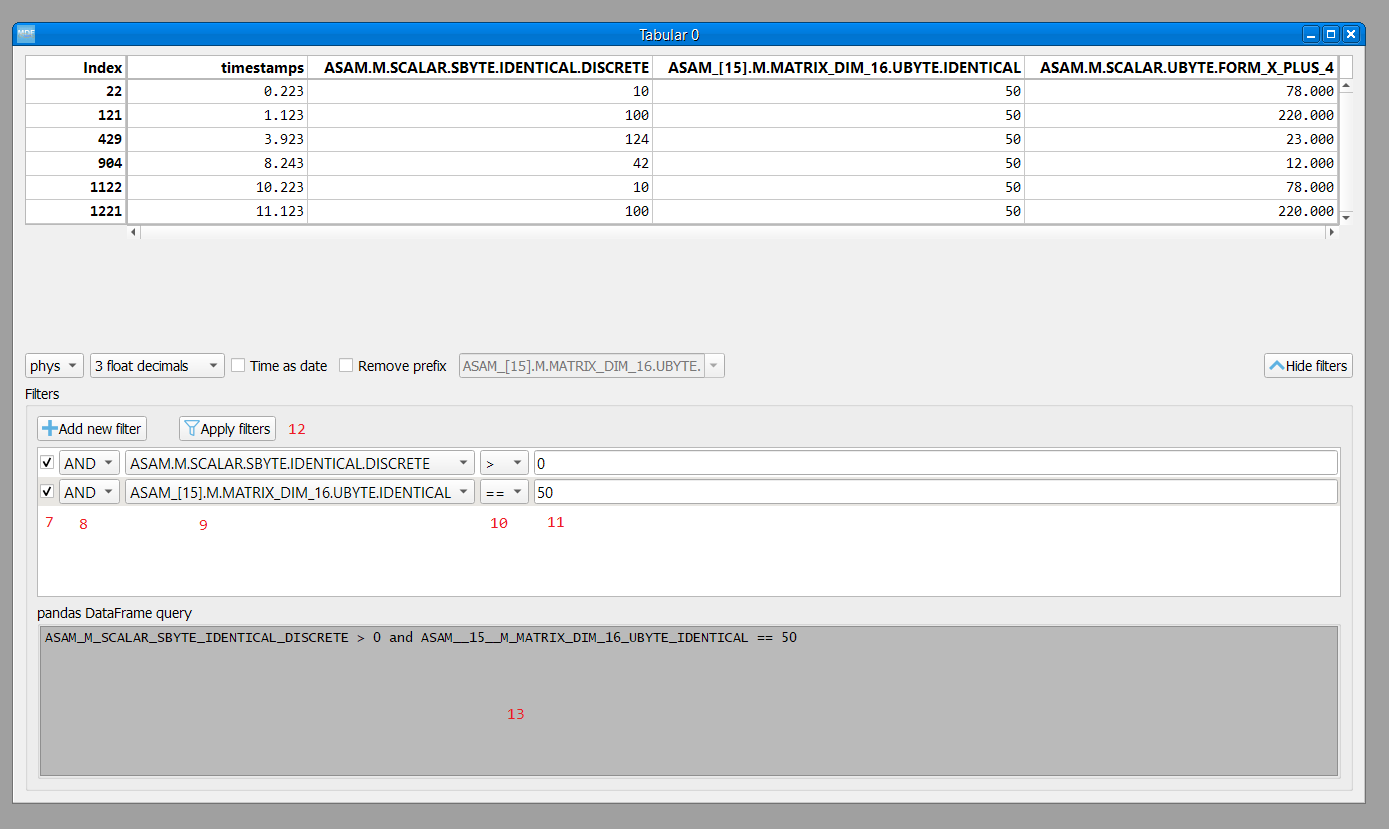 MDF
Tabular 0
Index timestamps ASAM.M.SCALAR.SBYTE.IDENTICAL.DISCRETE ASAM_[15].M.MATRIX_DIM_16.UBYTE.IDENTICAL ASAM.M.SCALAR.UBYTE.FORM_X_PLUS_4
22 0.223 10 50 78.000
121 1.123 100 50 220.000
429 3.923 124 50 23.000
904 8.243 42 50 12.000
1122 10.223 10 50 78.000
1221 11.123 100 50 220.000
phys 3 float decimals Time as date Remove prefix ASAM_[15].M.MATRIX_DIM_16.UBYTE. Hide filters
Filters
Add new filter Apply filters 12
AND ASAM.M.SCALAR.SBYTE.IDENTICAL.DISCRETE > 0
AND ASAM_[15].M.MATRIX_DIM_16.UBYTE.IDENTICAL == 50
7 8 9 10 11
pandas DataFrame query
ASAM_M_SCALAR_SBYTE_IDENTICAL_DISCRETE > 0 and ASAM__15__M_MATRIX_DIM_16_UBYTE_IDENTICAL == 50
13